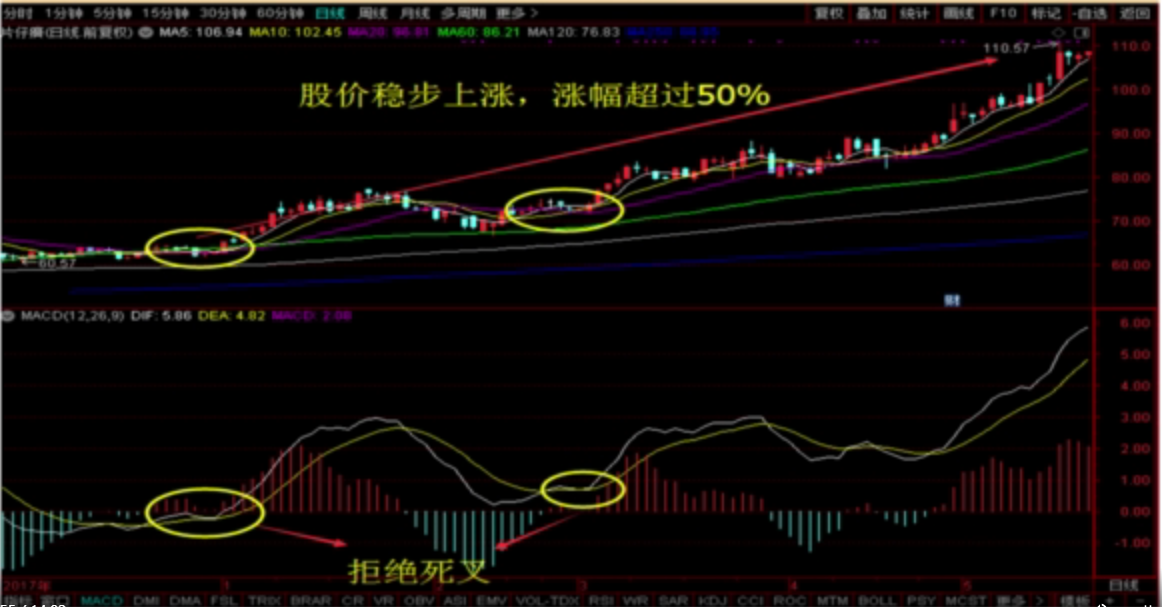 分时 1分钟 5分钟 15分钟 30分钟 60分钟 日线 周线 月线 多周期 更多> 复权 叠加 统计 画线 F10 标记 -自选 返回
片仔癀(日线.前复权) MA5: 106.94 MA10: 102.45 MA20: 96.81 MA60: 86.21 MA120: 76.83
110.57
110.0
股价稳步上涨，涨幅超过50%
100.0
90.00
80.00
70.00
60.57
60.00
财
MACD(12,26,9) DIF: 5.86 DEA: 4.82 MACD: 2.08
6.00
5.00
4.00
3.00
2.00
1.00
0.00
-1.00
拒绝死叉
2017年 3 4 5 日线
指标 窗口 MACD DMI DMA FSL TRIX BRAR CR VR OBV ASI EMV VOL-TDX RSI WR SAR KDJ CCI ROC MTM BOLL PSY MCST 更多> 模板